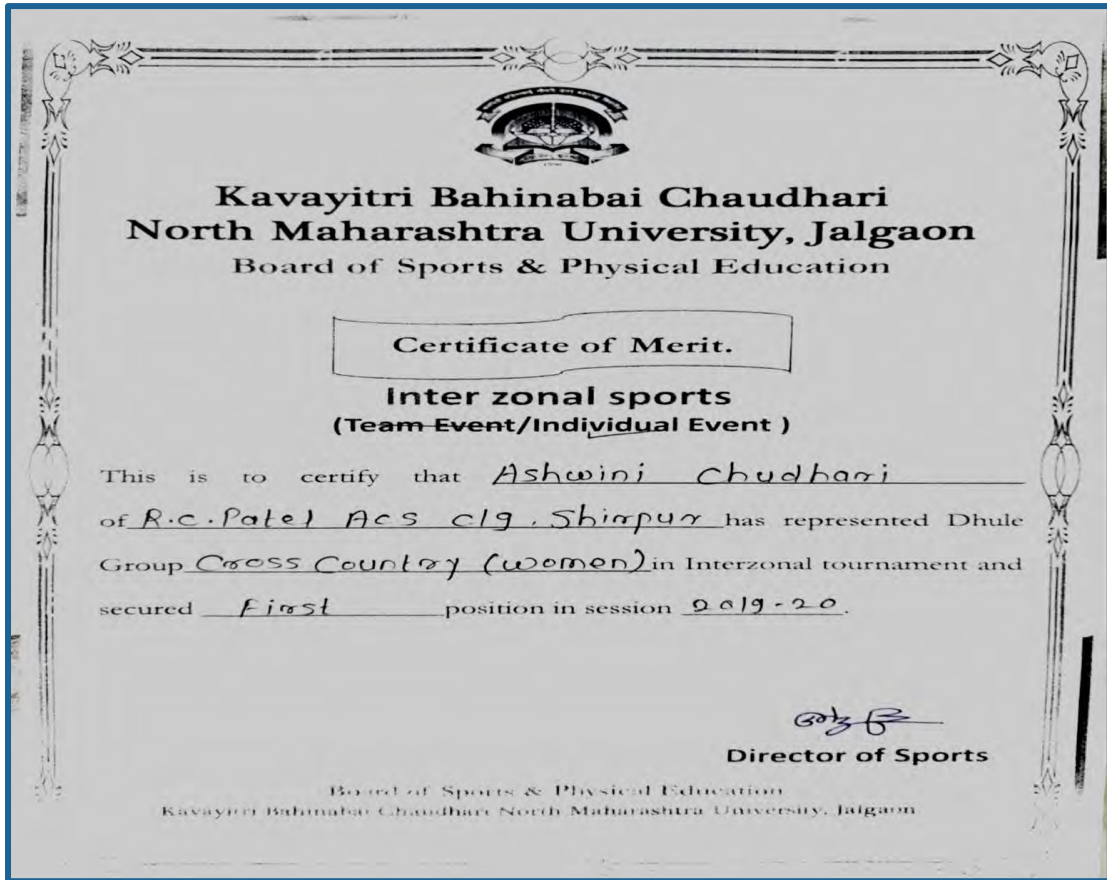 Kavayitri Bahinabai Chaudhari
North Maharashtra University, Jalgaon
Board of Sports & Physical Education
Certificate of Merit.
Inter zonal sports
(Team Event/Individual Event )
This is to certify that Ashwini Chudhari
of R.C. Patel ACS clg. Shirpur has represented Dhule
Group Cross Country (women) in Interzonal tournament and
secured First position in session 2019-20.
Director of Sports
Board of Sports & Physical Education
Kavayitri Bahinabai Chaudhari North Maharashtra University, Jalgaon